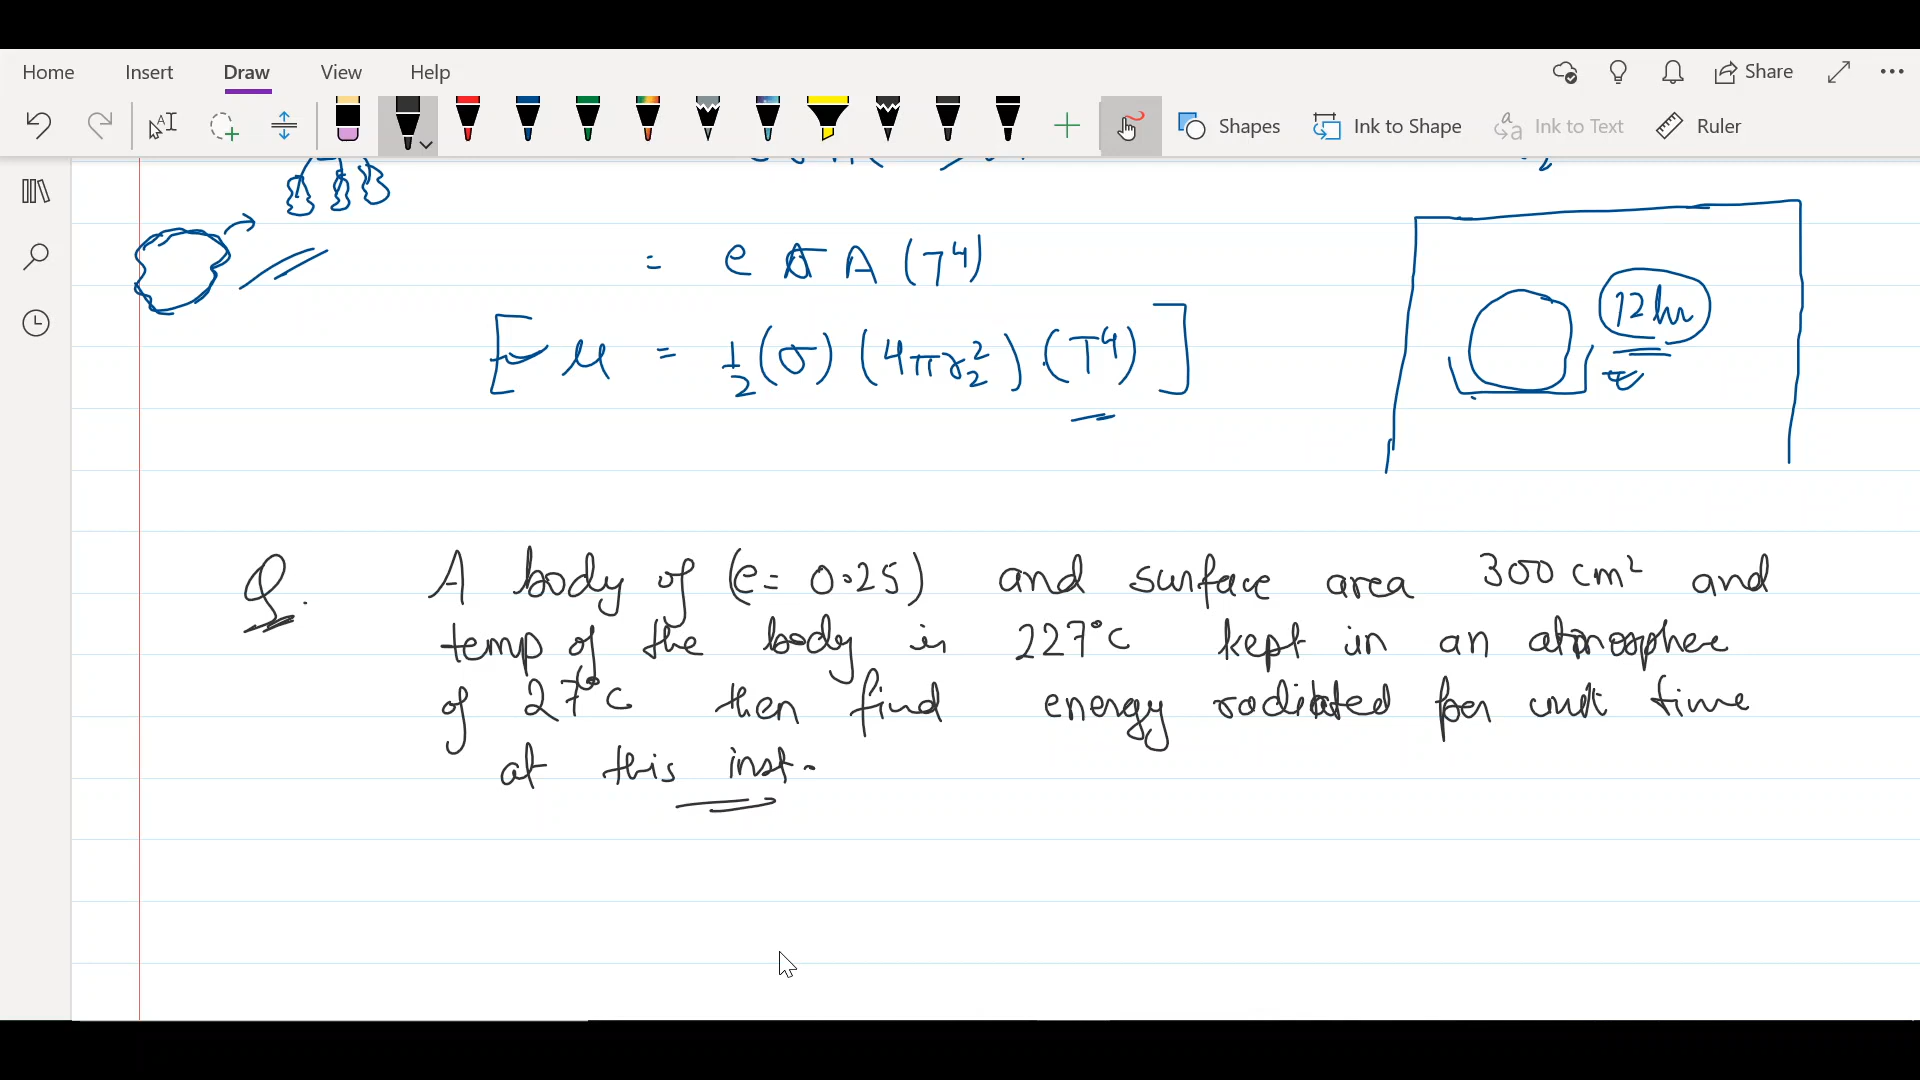 Home Insert Draw View Help Share
Shapes Ink to Shape Ink to Text Ruler
= e σ A (T⁴)
12hr
u = 1/2 (σ) (4πr₂²) (T⁴)
Q. A body of (e = 0.25) and surface area 300 cm² and
temp of the body is 227°C kept in an atmosphere
of 27°C then find energy radiated per unit time
at this inst.